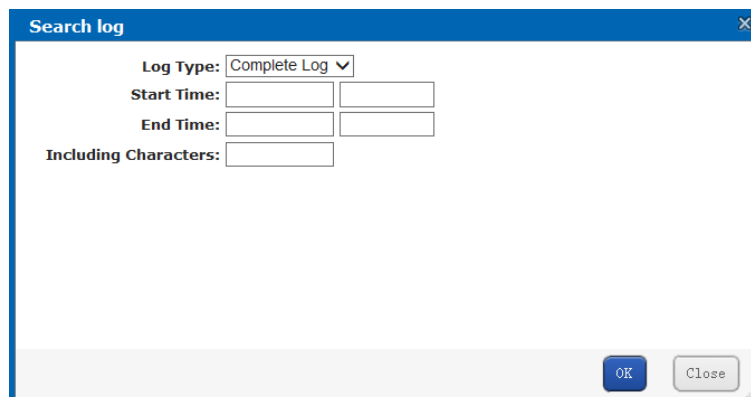 Search log
Log Type: Complete Log
Start Time:
End Time:
Including Characters:
OK Close